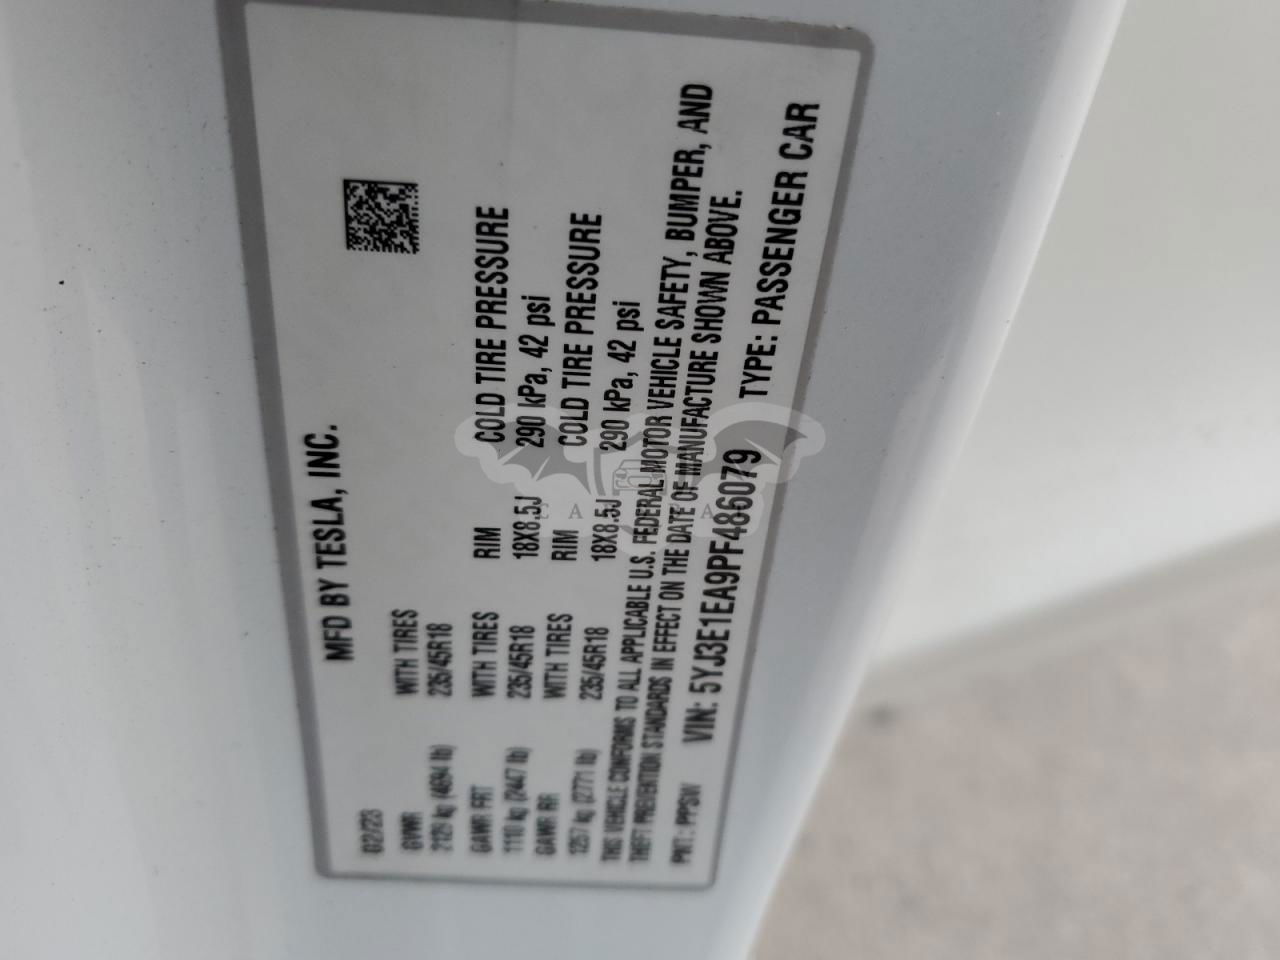 MFD BY TESLA, INC.
02/23
GVWR WITH TIRES
2129 kg (4694 lb) 235/45R18
GAWR FRT WITH TIRES RIM COLD TIRE PRESSURE
1110 kg (2447 lb) 235/45R18 18X8.5J 290 kPa, 42 psi
GAWR RR WITH TIRES RIM COLD TIRE PRESSURE
1257 kg (2771 lb) 235/45R18 18X8.5J 290 kPa, 42 psi
THIS VEHICLE CONFORMS TO ALL APPLICABLE U.S. FEDERAL MOTOR VEHICLE SAFETY, BUMPER, AND
THEFT PREVENTION STANDARDS IN EFFECT ON THE DATE OF MANUFACTURE SHOWN ABOVE.
PNT: PPSW VIN: 5YJ3E1EA9PF486079 TYPE: PASSENGER CAR